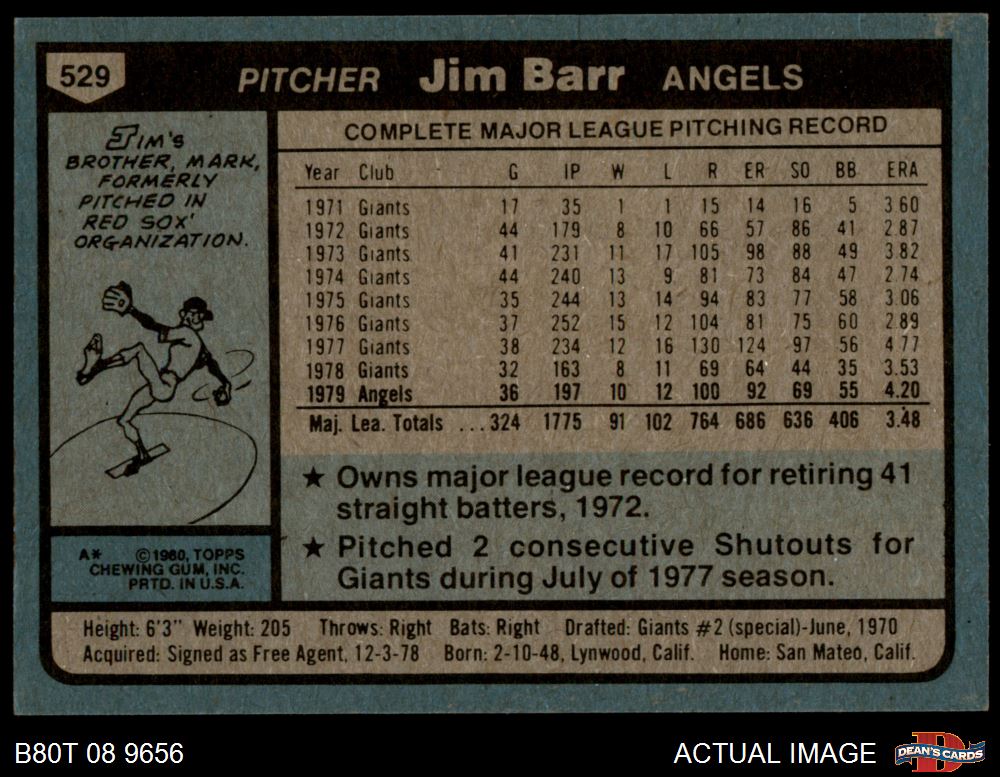 529
PITCHER Jim Barr ANGELS
JIM'S
BROTHER, MARK,
FORMERLY
PITCHED IN
RED SOX'
ORGANIZATION.
COMPLETE MAJOR LEAGUE PITCHING RECORD
Year Club G IP W L R ER SO BB ERA
1971 Giants 17 35 1 1 15 14 16 5 3.60
1972 Giants 44 179 8 10 66 57 86 41 2.87
1973 Giants 41 231 11 17 105 98 88 49 3.82
1974 Giants 44 240 13 9 81 73 84 47 2.74
1975 Giants 35 244 13 14 94 83 77 58 3.06
1976 Giants 37 252 15 12 104 81 75 60 2.89
1977 Giants 38 234 12 16 130 124 97 56 4.77
1978 Giants 32 163 8 11 69 64 44 35 3.53
1979 Angels 36 197 10 12 100 92 69 55 4.20
Maj. Lea. Totals ...324 1775 91 102 764 686 636 406 3.48
★ Owns major league record for retiring 41
straight batters, 1972.
★ Pitched 2 consecutive Shutouts for
Giants during July of 1977 season.
A* ©1980, TOPPS
CHEWING GUM, INC.
PRTD. IN U.S.A.
Height: 6'3" Weight: 205 Throws: Right Bats: Right Drafted: Giants #2 (special)-June, 1970
Acquired: Signed as Free Agent, 12-3-78 Born: 2-10-48, Lynwood, Calif. Home: San Mateo, Calif.
B80T 08 9656
ACTUAL IMAGE
D
DEAN'S CARDS